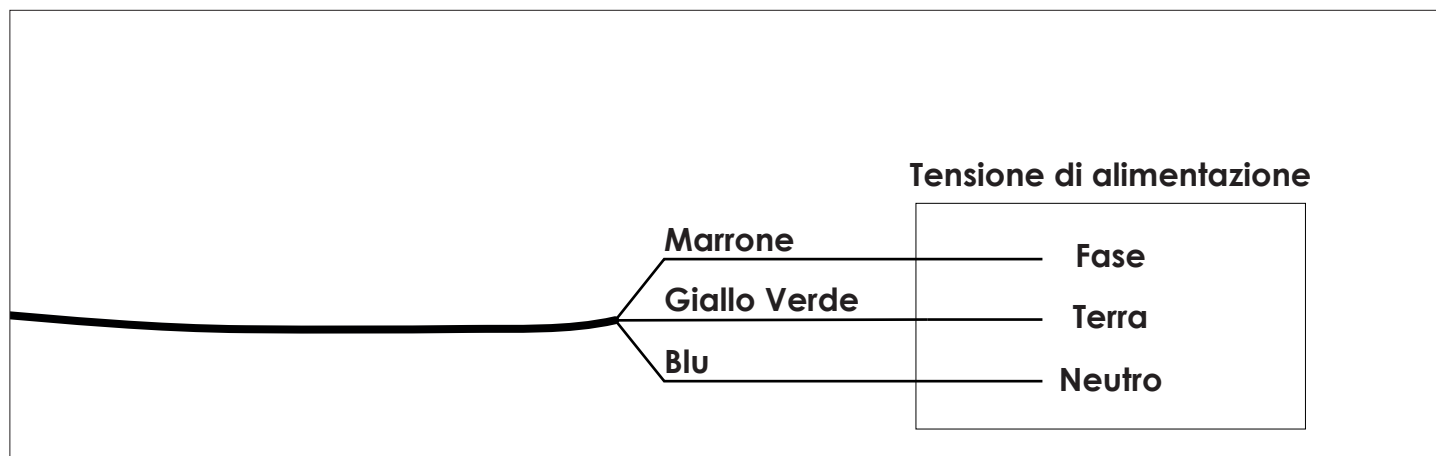 Tensione di alimentazione
Marrone
Fase
Giallo Verde
Terra
Blu
Neutro